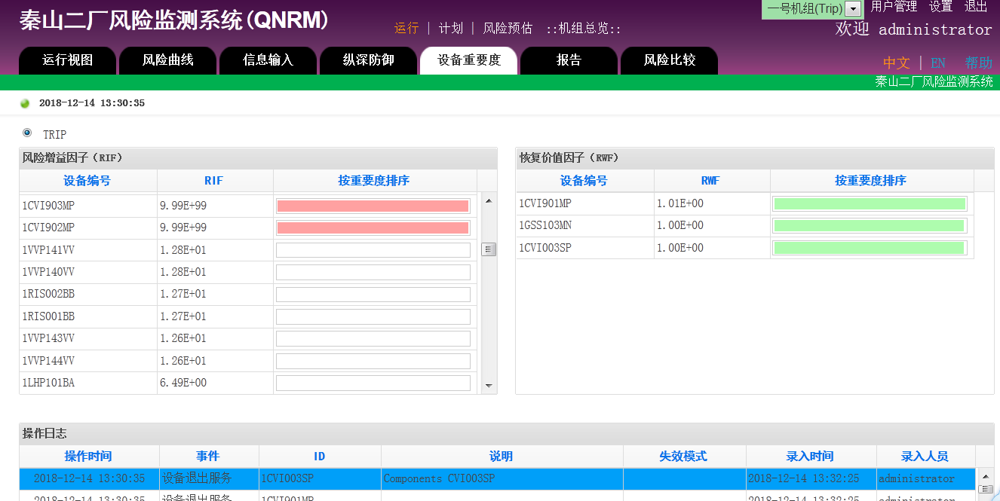 秦山二厂风险监测系统(QNRM)
一号机组(Trip) 用户管理 设置 退出
运行 | 计划 | 风险预估 ::机组总览::
欢迎 administrator
运行视图 风险曲线 信息输入 纵深防御 设备重要度 报告 风险比较
中文 | EN 帮助
秦山二厂风险监测系统
2018-12-14 13:30:35
TRIP
风险增益因子（RIF）
设备编号 RIF 按重要度排序
1CVI903MP 9.99E+99
1CVI902MP 9.99E+99
1VVP141VV 1.28E+01
1VVP140VV 1.28E+01
1RIS002BB 1.27E+01
1RIS001BB 1.27E+01
1VVP143VV 1.26E+01
1VVP144VV 1.26E+01
1LHP101BA 6.49E+00
恢复价值因子（RWF）
设备编号 RWF 按重要度排序
1CVI901MP 1.01E+00
1GSS103MN 1.00E+00
1CVI003SP 1.00E+00
操作日志
操作时间 事件 ID 说明 失效模式 录入时间 录入人员
2018-12-14 13:30:35 设备退出服务 1CVI003SP Components CVI003SP 2018-12-14 13:32:25 administrator
2018-12-14 13:30:35 设备退出服务 1CVI901MP 2018-12-14 13:32:25 administrator